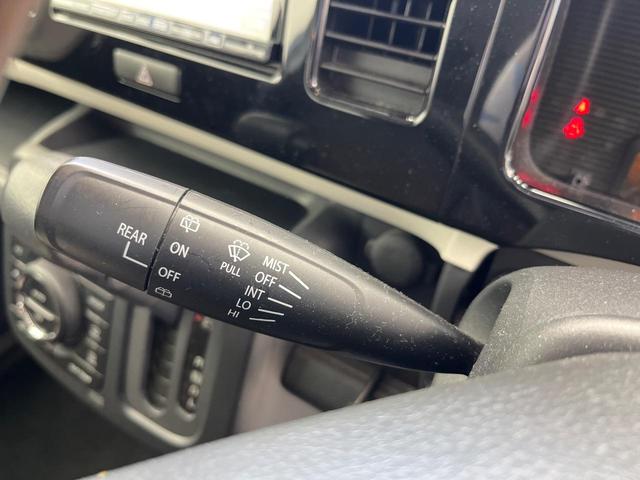 REAR
ON
OFF
PULL
MIST
OFF
INT
LO
HI